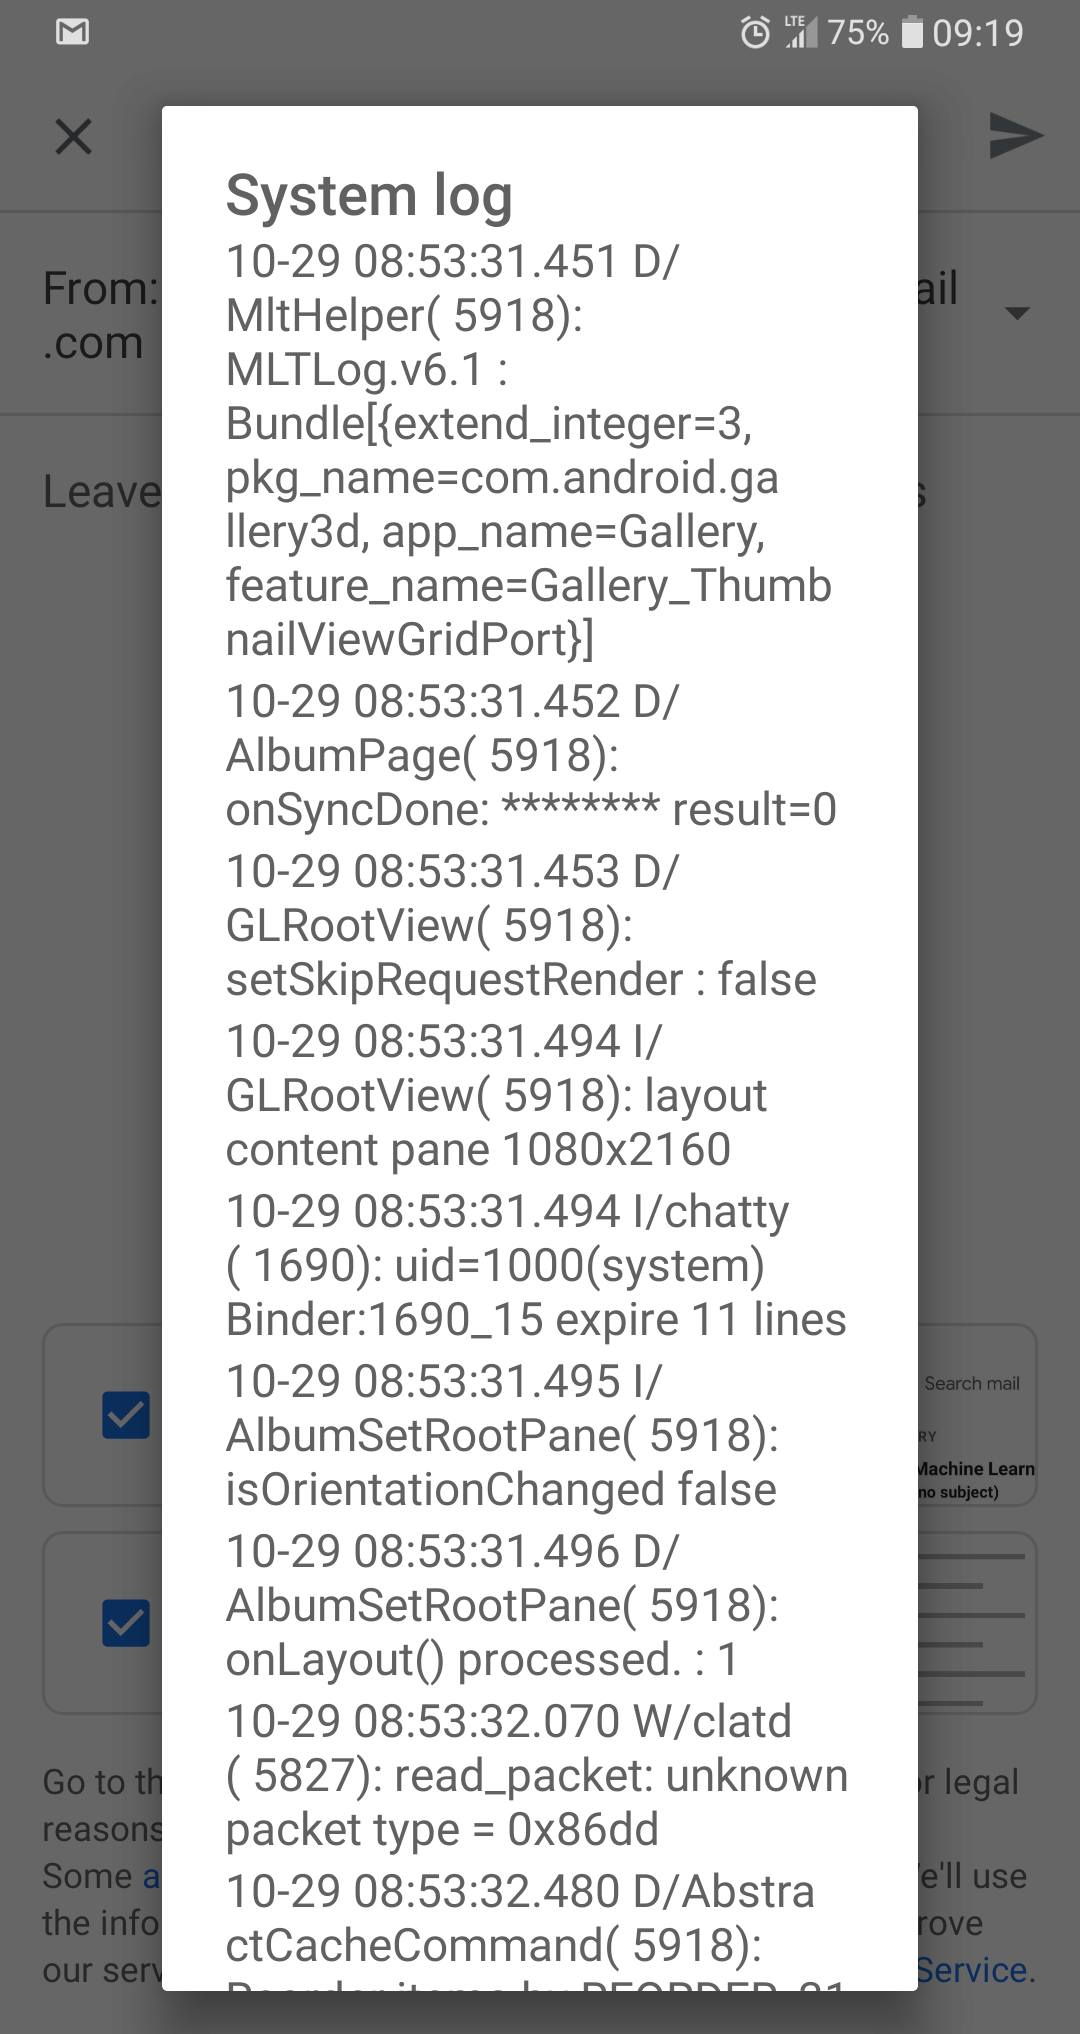 LTE 75% 09:19
System log
10-29 08:53:31.451 D/
MltHelper( 5918):
MLTLog.v6.1 :
Bundle[{extend_integer=3,
pkg_name=com.android.ga
llery3d, app_name=Gallery,
feature_name=Gallery_Thumb
nailViewGridPort}]
10-29 08:53:31.452 D/
AlbumPage( 5918):
onSyncDone: ******** result=0
10-29 08:53:31.453 D/
GLRootView( 5918):
setSkipRequestRender : false
10-29 08:53:31.494 I/
GLRootView( 5918): layout
content pane 1080x2160
10-29 08:53:31.494 I/chatty
( 1690): uid=1000(system)
Binder:1690_15 expire 11 lines
10-29 08:53:31.495 I/
AlbumSetRootPane( 5918):
isOrientationChanged false
10-29 08:53:31.496 D/
AlbumSetRootPane( 5918):
onLayout() processed. : 1
10-29 08:53:32.070 W/clatd
( 5827): read_packet: unknown
packet type = 0x86dd
10-29 08:53:32.480 D/Abstra
ctCacheCommand( 5918):
From: ail
.com
Leave s
Search mail
RY
Machine Learn
no subject)
Go to th r legal
reasons
Some a e'll use
the info rove
our serv Service.